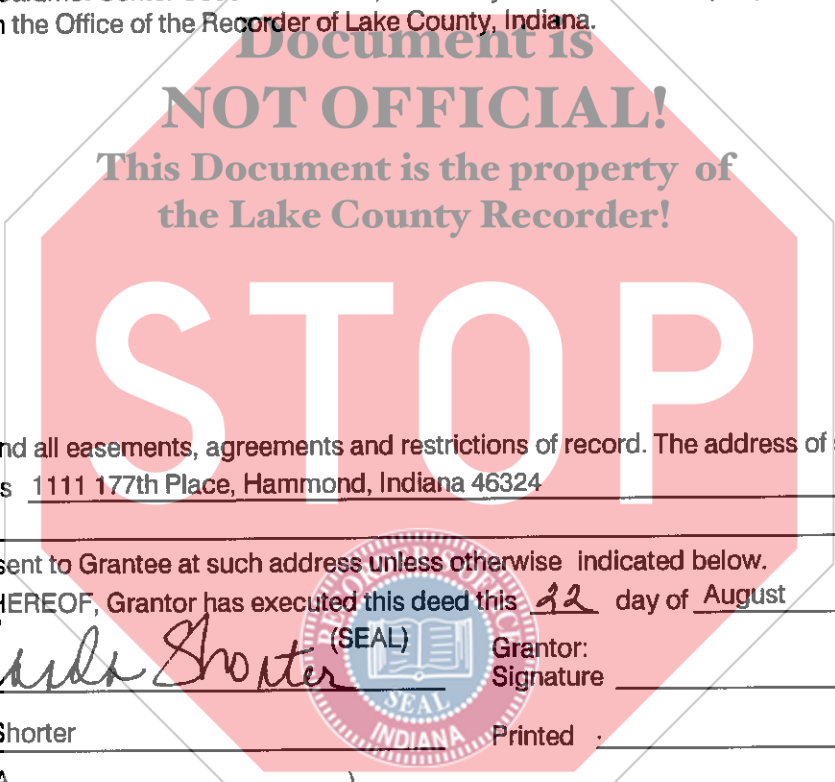 n the Office of the Recorder of Lake County, Indiana.
Document is
NOT OFFICIAL!
This Document is the property of
the Lake County Recorder!
STOP
nd all easements, agreements and restrictions of record. The address of
s 1111 177th Place, Hammond, Indiana 46324
sent to Grantee at such address unless otherwise indicated below.
HEREOF, Grantor has executed this deed this 22 day of August
(SEAL) Grantor:
Shorter Signature
Shorter Printed
RECORDER'S OFFICE
SEAL
INDIANA